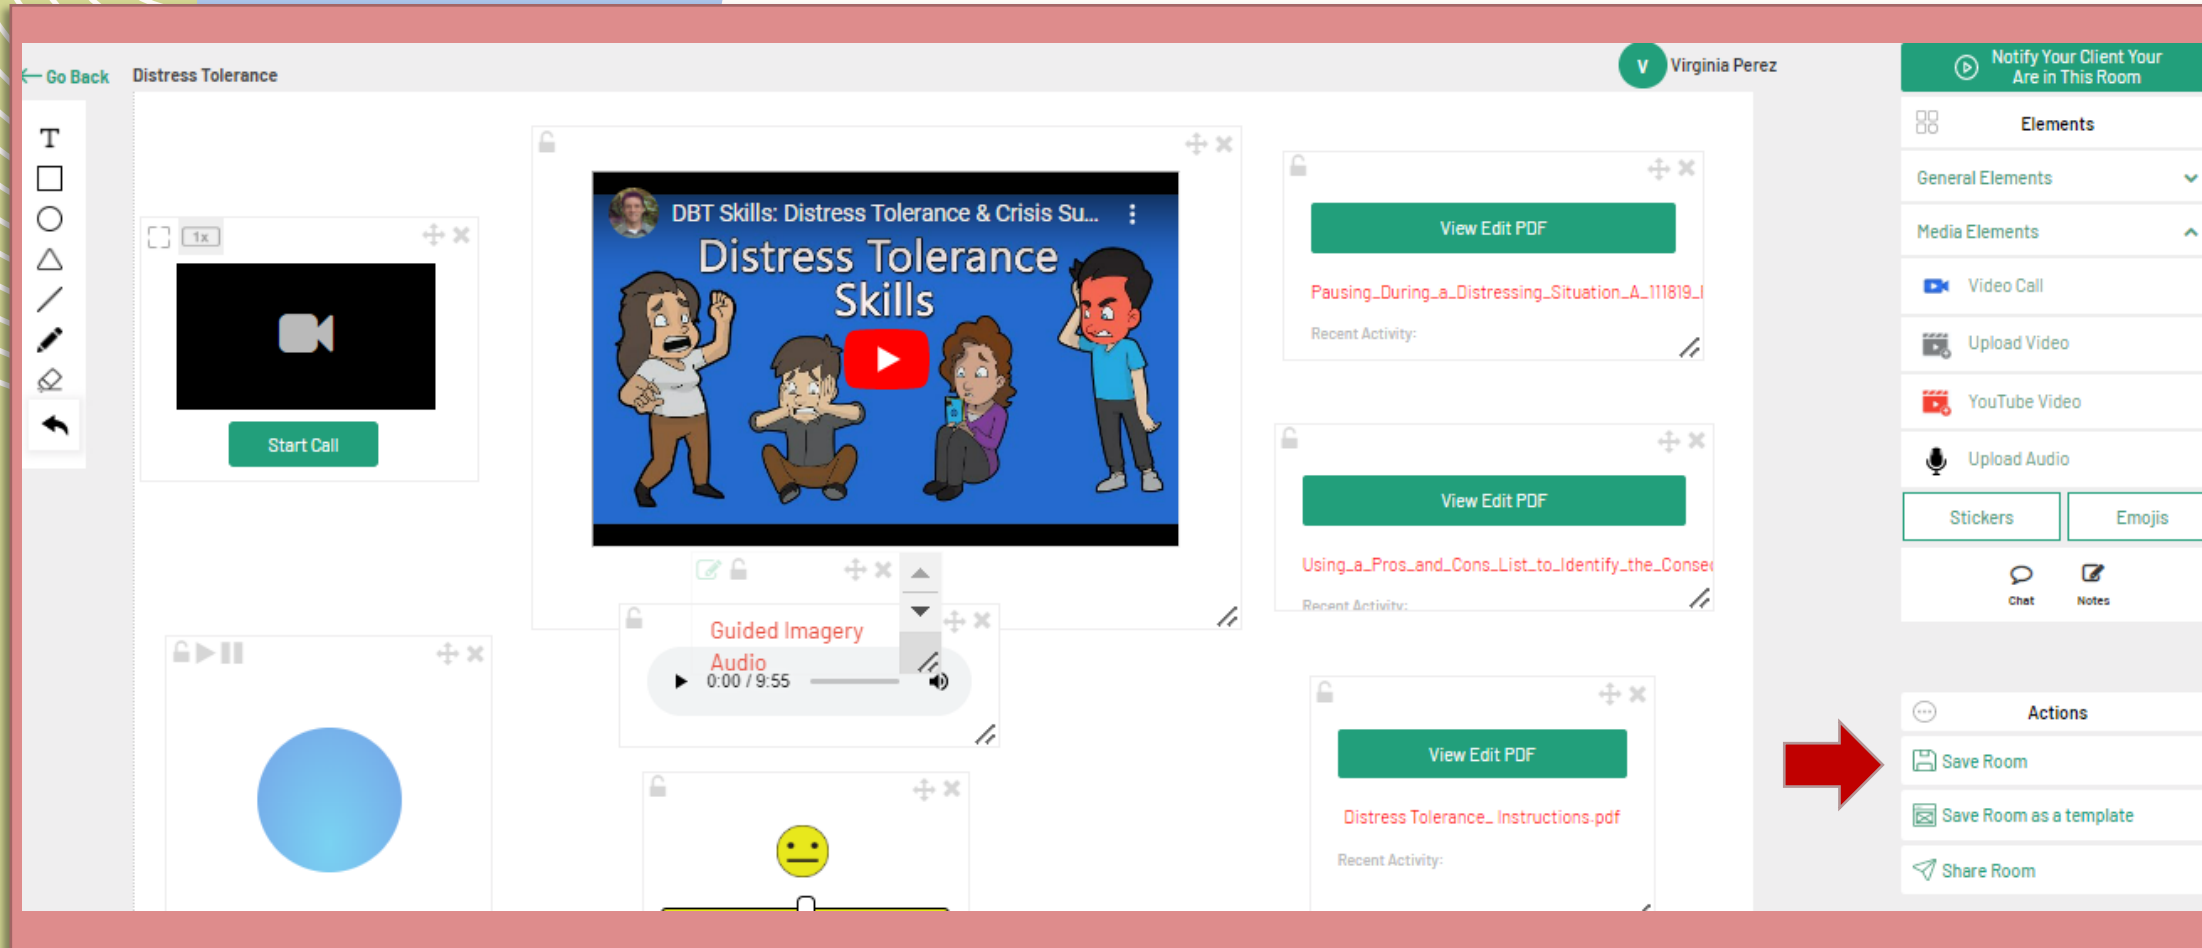 Go Back
Distress Tolerance
V
Virginia Perez
Notify Your Client Your
Are in This Room
T
1x
Start Call
DBT Skills: Distress Tolerance & Crisis Su...
Distress Tolerance
Skills
Guided Imagery
Audio
0:00 / 9:55
View Edit PDF
Pausing_During_a_Distressing_Situation_A_111819_
Recent Activity:
View Edit PDF
Using_a_Pros_and_Cons_List_to_Identify_the_Conse
Recent Activity:
View Edit PDF
Distress Tolerance_ Instructions.pdf
Recent Activity:
Elements
General Elements
Media Elements
Video Call
Upload Video
YouTube Video
Upload Audio
Stickers
Emojis
Chat
Notes
Actions
Save Room
Save Room as a template
Share Room